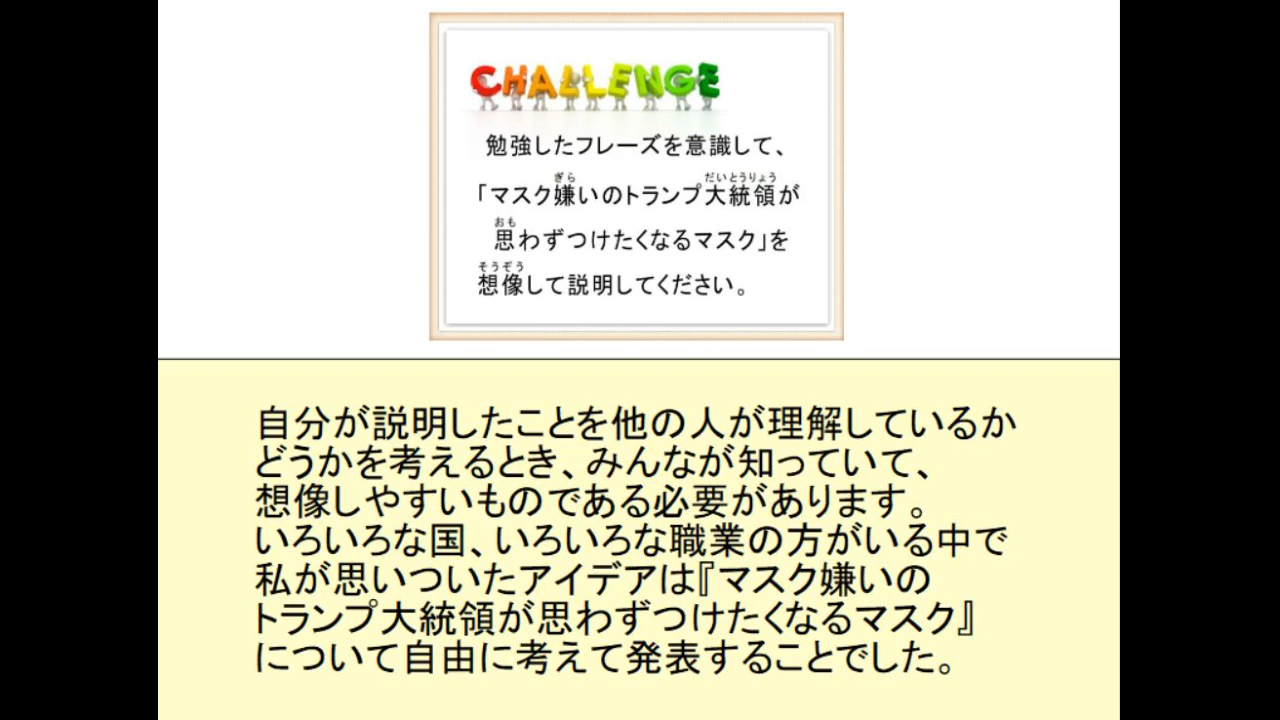 CHALLENGE
勉強したフレーズを意識して、
ぎら だいとうりょう
「マスク嫌いのトランプ大統領が
おも
思わずつけたくなるマスク」を
そうぞう
想像して説明してください。
自分が説明したことを他の人が理解しているか
どうかを考えるとき、みんなが知っていて、
想像しやすいものである必要があります。
いろいろな国、いろいろな職業の方がいる中で
私が思いついたアイデアは『マスク嫌いの
トランプ大統領が思わずつけたくなるマスク』
について自由に考えて発表することでした。